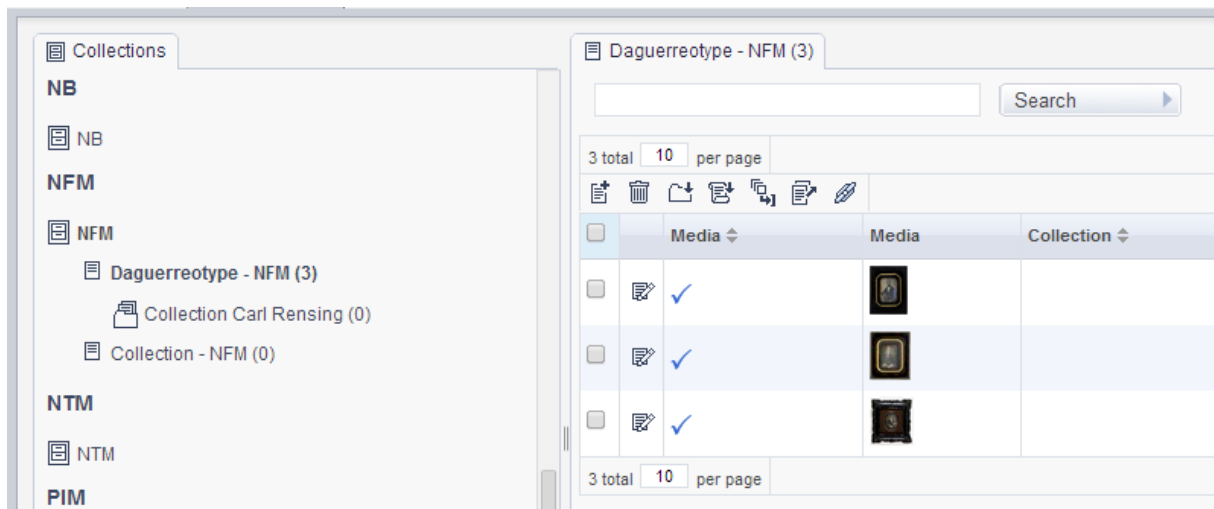 Collections
NB
NB
NFM
NFM
Daguerreotype - NFM (3)
Collection Carl Rensing (0)
Collection - NFM (0)
NTM
NTM
PIM
Daguerreotype - NFM (3)
Search
3 total 10 per page
Media Media Collection
3 total 10 per page